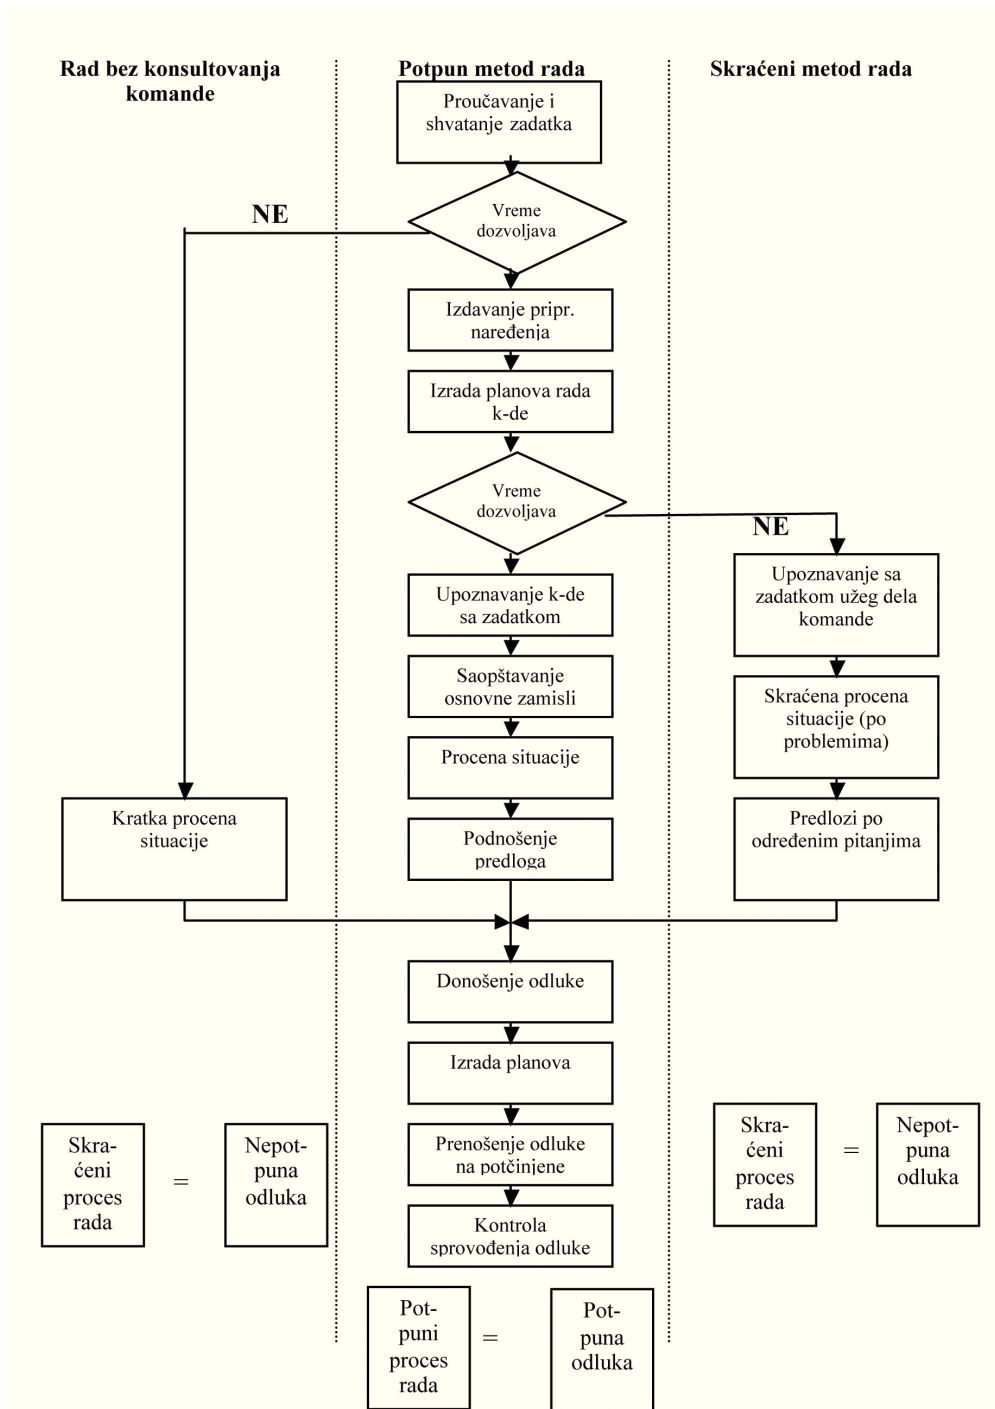 Rad bez konsultovanja
komande
Potpun metod rada
Skraćeni metod rada
Proučavanje i
shvatanje zadatka
Vreme
dozvoljava
NE
Izdavanje pripr.
naređenja
Izrada planova rada
k-de
Vreme
dozvoljava
NE
Upoznavanje k-de
sa zadatkom
Saopštavanje
osnovne zamisli
Procena situacije
Podnošenje
predloga
Upoznavanje sa
zadatkom užeg dela
komande
Skraćena procena
situacije (po
problemima)
Predlozi po
određenim pitanjima
Kratka procena
situacije
Donošenje odluke
Izrada planova
Prenošenje odluke
na potčinjene
Kontrola
sprovođenja odluke
Skra-
ćeni
proces
rada
=
Nepot-
puna
odluka
Pot-
puni
proces
rada
=
Pot-
puna
odluka
Skra-
ćeni
proces
rada
=
Nepot-
puna
odluka